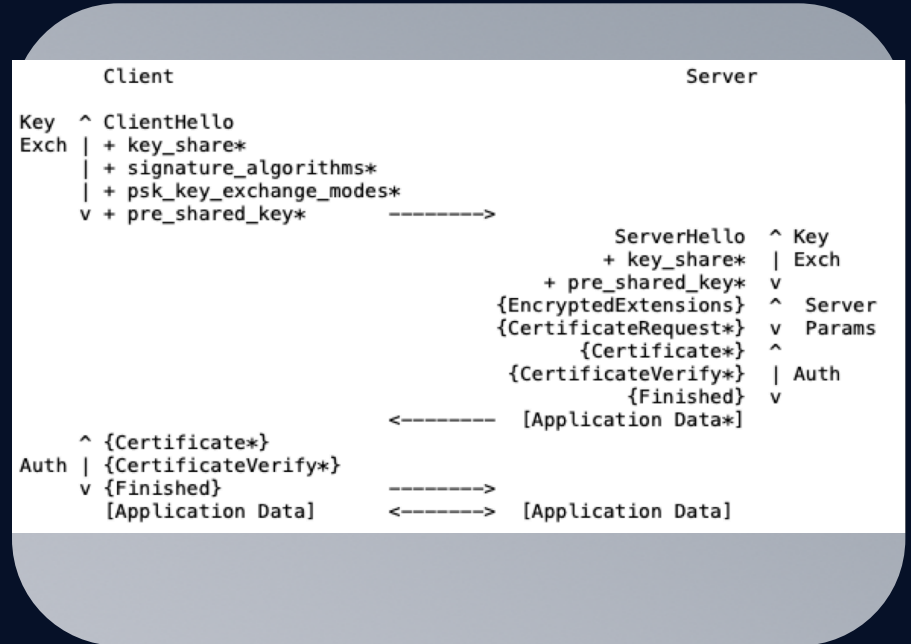 Client Server
Key ^ ClientHello
Exch | + key_share*
| + signature_algorithms*
| + psk_key_exchange_modes*
v + pre_shared_key* -------->
ServerHello ^ Key
+ key_share* | Exch
+ pre_shared_key* v
{EncryptedExtensions} ^ Server
{CertificateRequest*} v Params
{Certificate*} ^
{CertificateVerify*} | Auth
{Finished} v
<-------- [Application Data*]
^ {Certificate*}
Auth | {CertificateVerify*}
v {Finished} -------->
[Application Data] <-------> [Application Data]